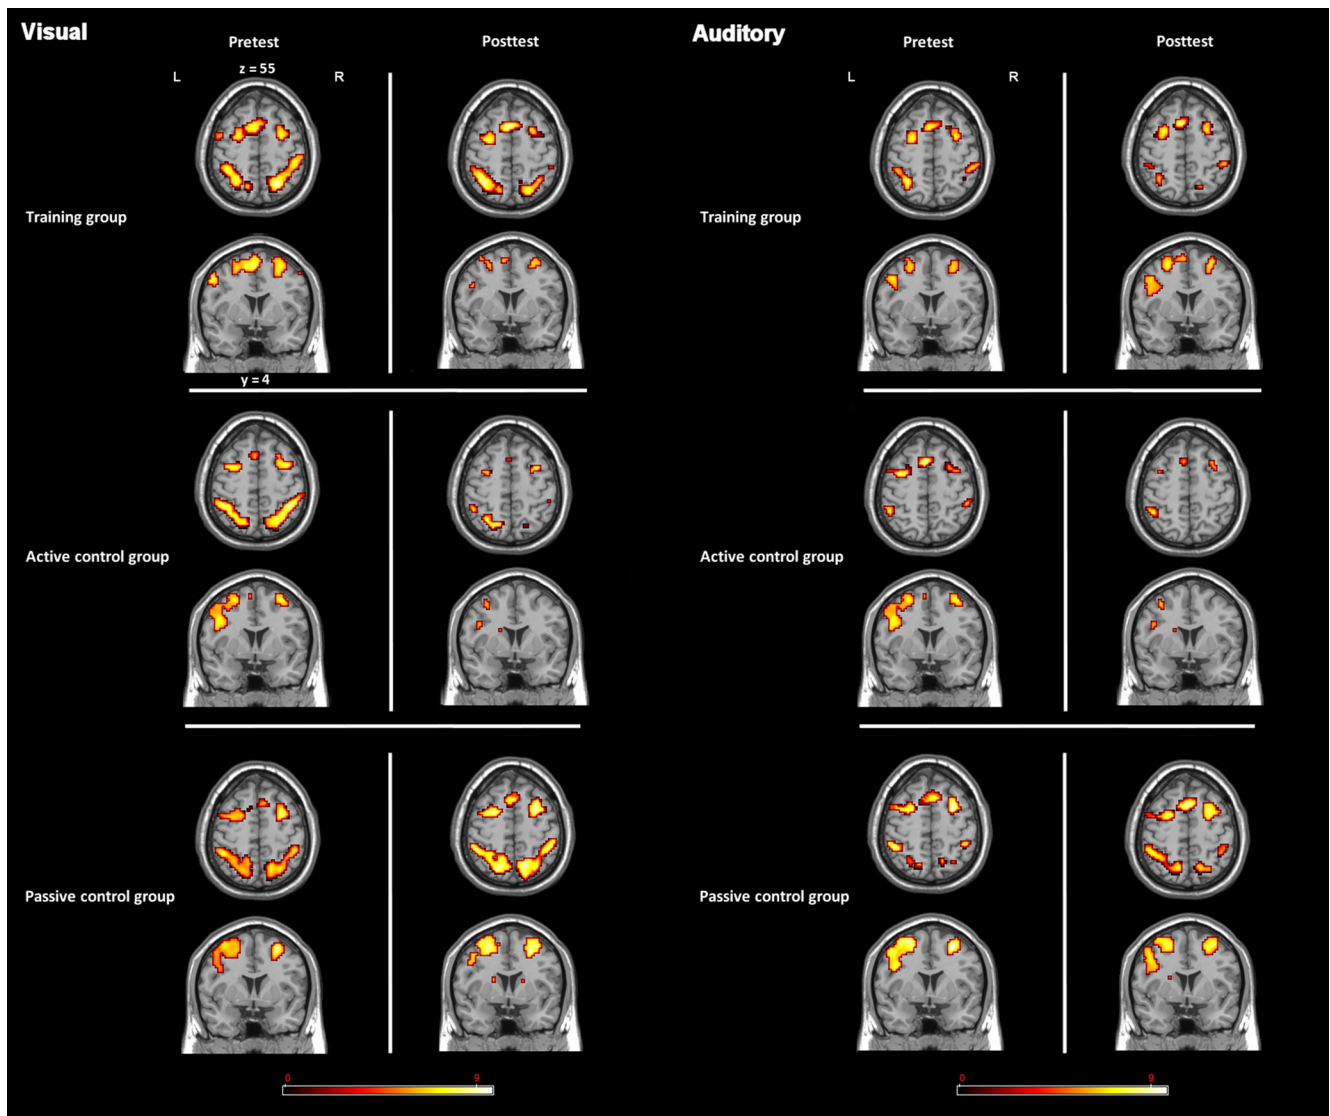 Visual
Auditory
Pretest
Posttest
Pretest
Posttest
L
z = 55
R
L
R
Training group
Training group
y = 4
Active control group
Active control group
Passive control group
Passive control group
0
9
0
9